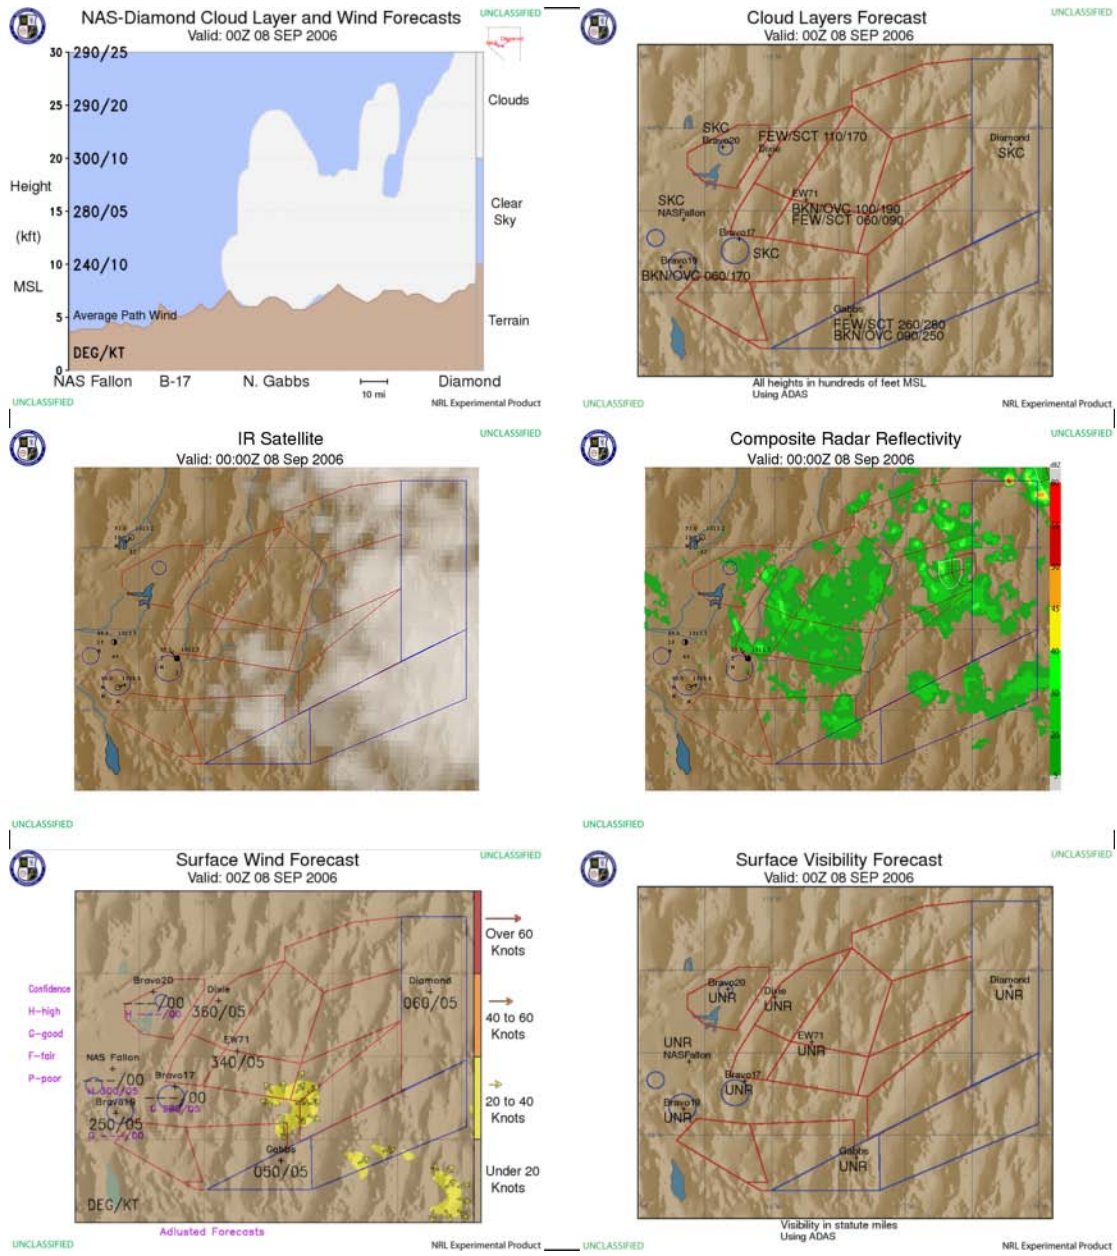 NAS-Diamond Cloud Layer and Wind Forecasts
UNCLASSIFIED
Valid: 00Z 08 SEP 2006
30
290/25
25
290/20
Clouds
20
300/10
Height
15
280/05
Clear
Sky
(kft)
10
240/10
MSL
5
Average Path Wind
Terrain
DEG/KT
0
NAS Fallon
B-17
N. Gabbs
10 mi
Diamond
UNCLASSIFIED
NRL Experimental Product
Cloud Layers Forecast
UNCLASSIFIED
Valid: 00Z 08 SEP 2006
SKC
Bravo20
FEW/SCT 110/170
Dixie
Diamond
SKC
SKC
NASFallon
EW71
BKN/OVC 100/190
FEW/SCT 060/090
Bravo17
SKC
Bravo19
BKN/OVC 060/170
Gabbs
FEW/SCT 260/280
BKN/OVC 090/250
All heights in hundreds of feet MSL
Using ADAS
UNCLASSIFIED
NRL Experimental Product
IR Satellite
UNCLASSIFIED
Valid: 00:00Z 08 Sep 2006
UNCLASSIFIED
Composite Radar Reflectivity
UNCLASSIFIED
Valid: 00:00Z 08 Sep 2006
UNCLASSIFIED
Surface Wind Forecast
UNCLASSIFIED
Valid: 00Z 08 SEP 2006
Over 60
Knots
Confidence
H-high
G-good
F-fair
P-poor
Bravo20
Dixie
360/05
Diamond
060/05
40 to 60
Knots
EW71
340/05
NAS Fallon
Bravo17
Bravo19
250/05
20 to 40
Knots
Gabbs
050/05
Under 20
Knots
DEG/KT
Adjusted Forecasts
UNCLASSIFIED
NRL Experimental Product
Surface Visibility Forecast
UNCLASSIFIED
Valid: 00Z 08 SEP 2006
Bravo20
UNR
Dixie
UNR
Diamond
UNR
UNR
NASFallon
EW71
UNR
Bravo17
UNR
Bravo19
UNR
Gabbs
UNR
Visibility in statute miles
Using ADAS
UNCLASSIFIED
NRL Experimental Product